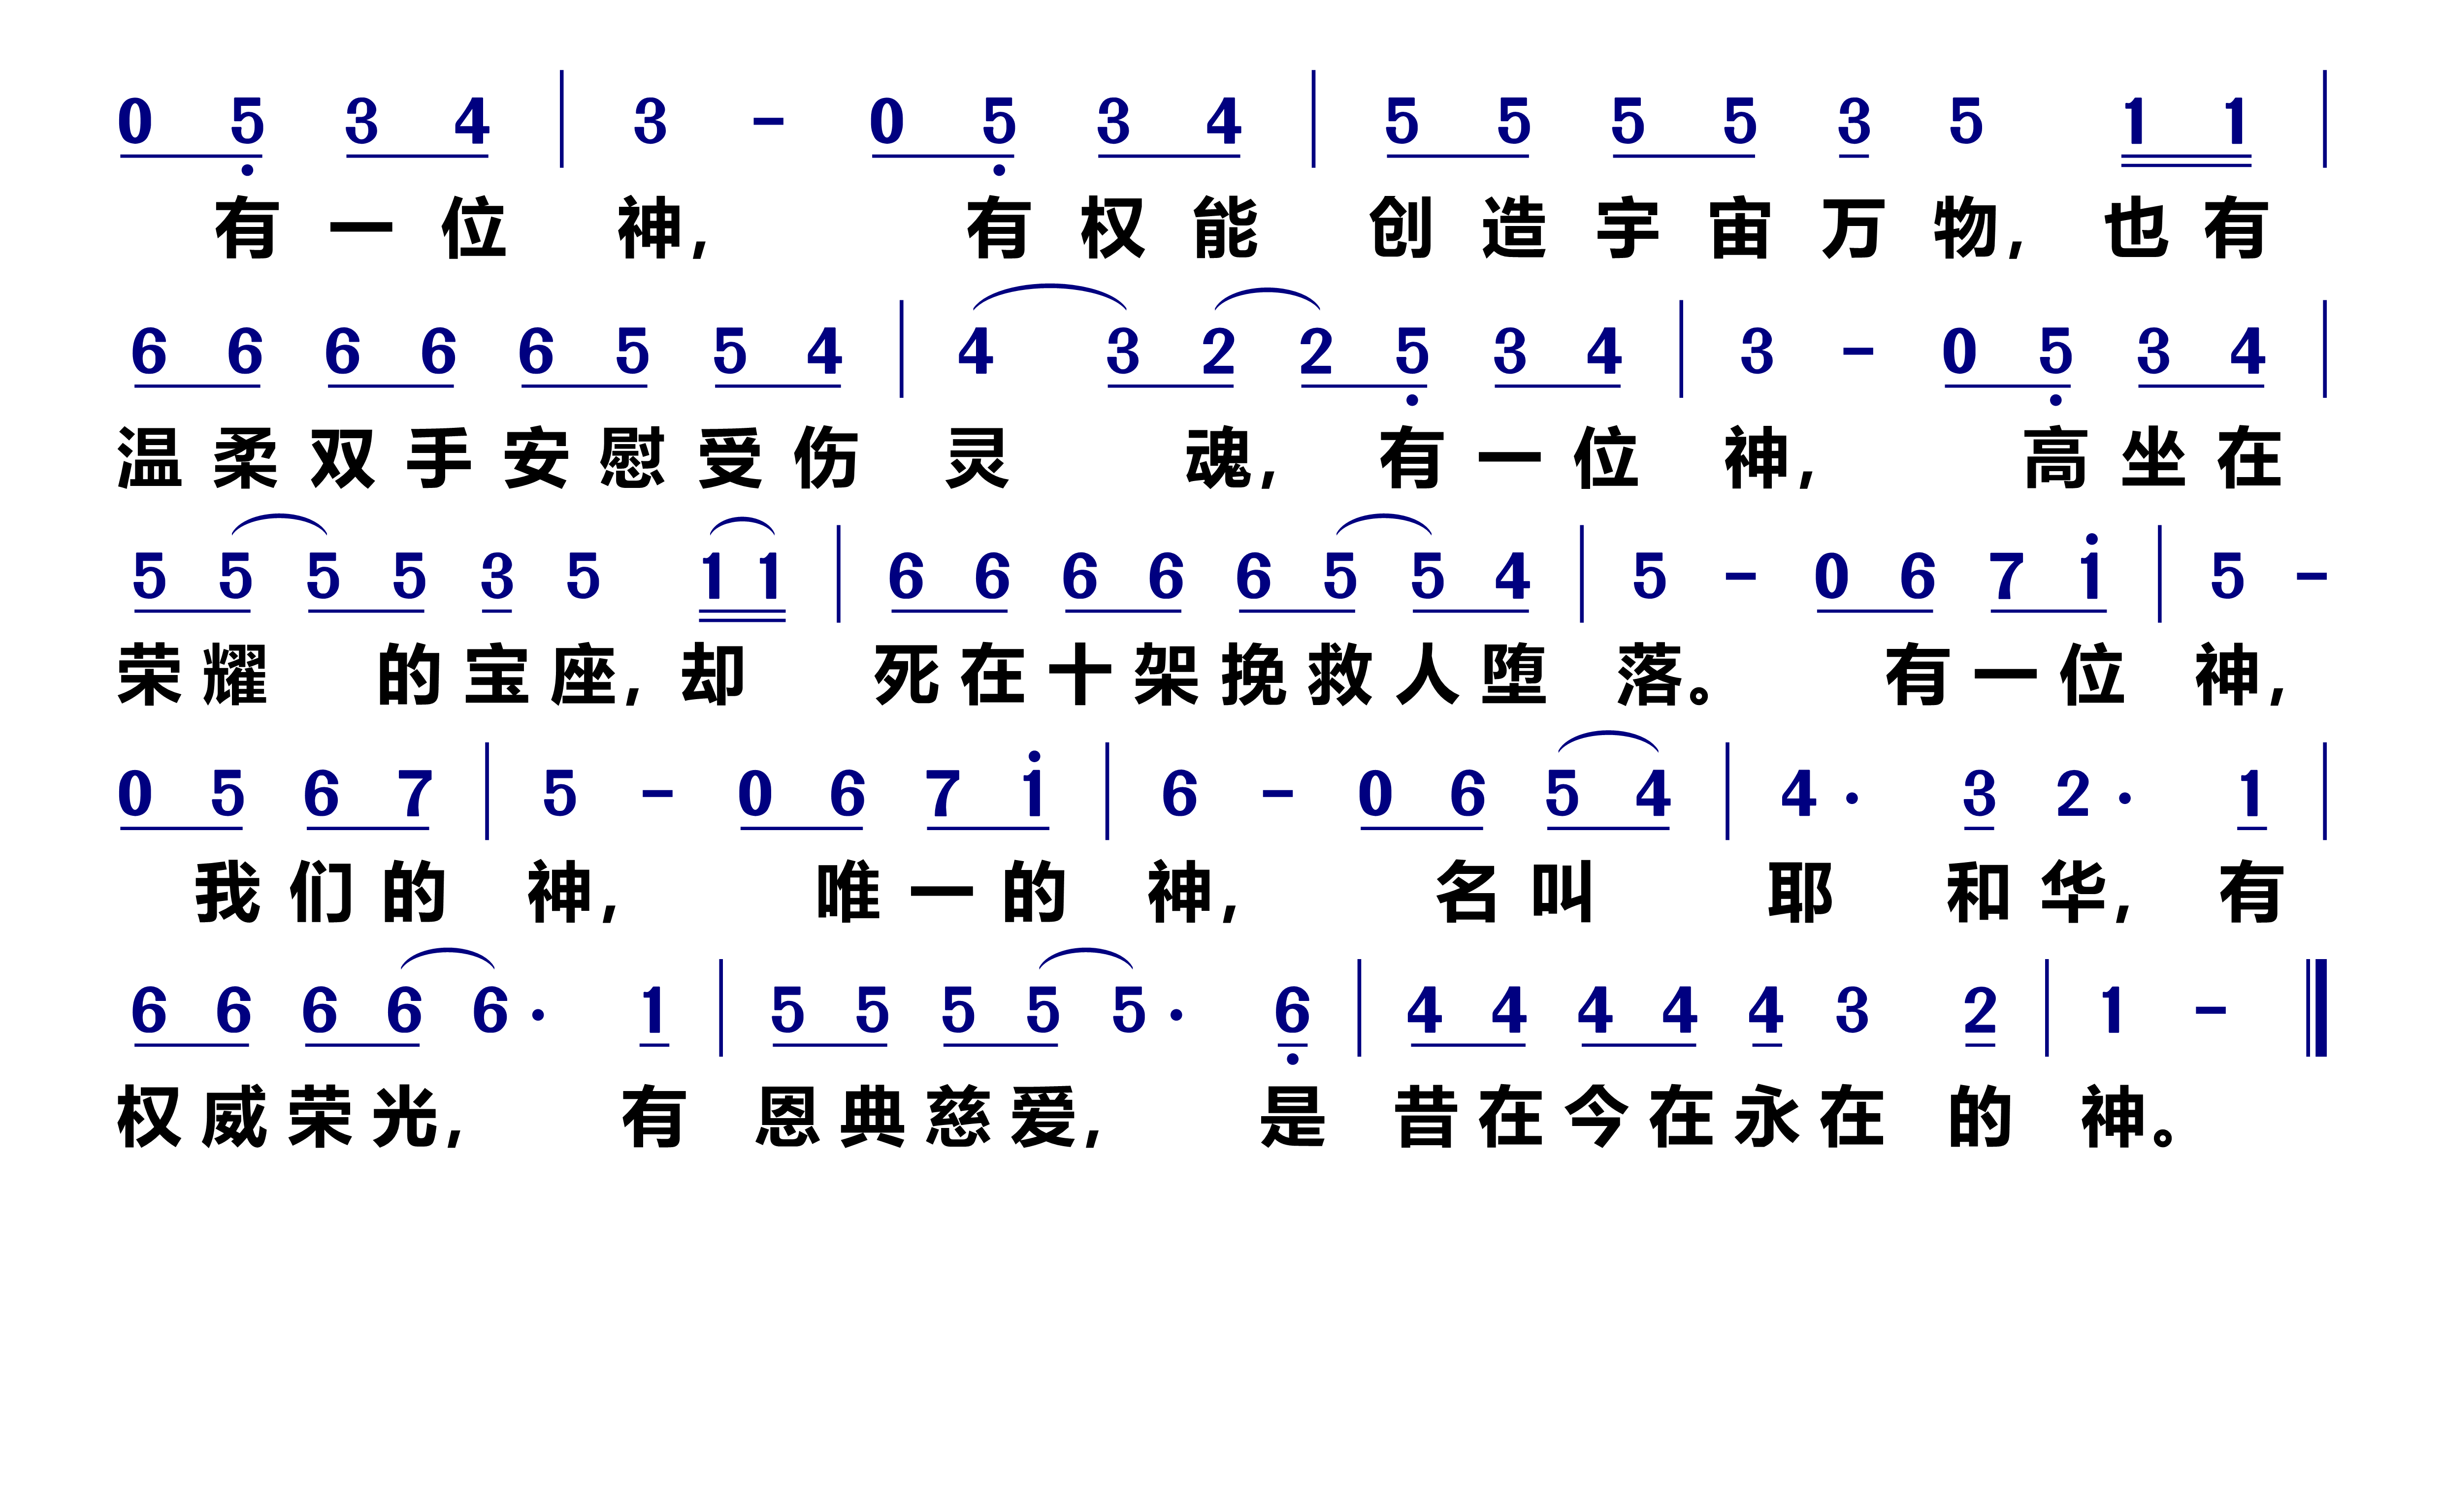 0 5̣ 3 4 | 3 - 0 5̣ 3 4 | 5 5 5 5 3 5 1 1 |
有一位神, 有权能创造宇宙万物, 也有
6 6 6 6 6 5 5 4 | 4 3 2 2 5̣ 3 4 | 3 - 0 5̣ 3 4 |
温柔双手安慰受伤灵魂, 有一位神, 高坐在
5 5 5 5 3 5 1 1 | 6 6 6 6 6 5 5 4 | 5 - 0 6 7 1̇ | 5 -
荣耀的宝座, 却死在十架挽救人堕落。 有一位神,
0 5 6 7 | 5 - 0 6 7 1̇ | 6 - 0 6 5 4 | 4· 3 2· 1 |
我们的神, 唯一的神, 名叫耶和华, 有
6 6 6 6 6· 1 | 5 5 5 5 5· 6̣ | 4 4 4 4 4 3 2 | 1 - ‖
权威荣光, 有恩典慈爱, 是昔在今在永在的神。